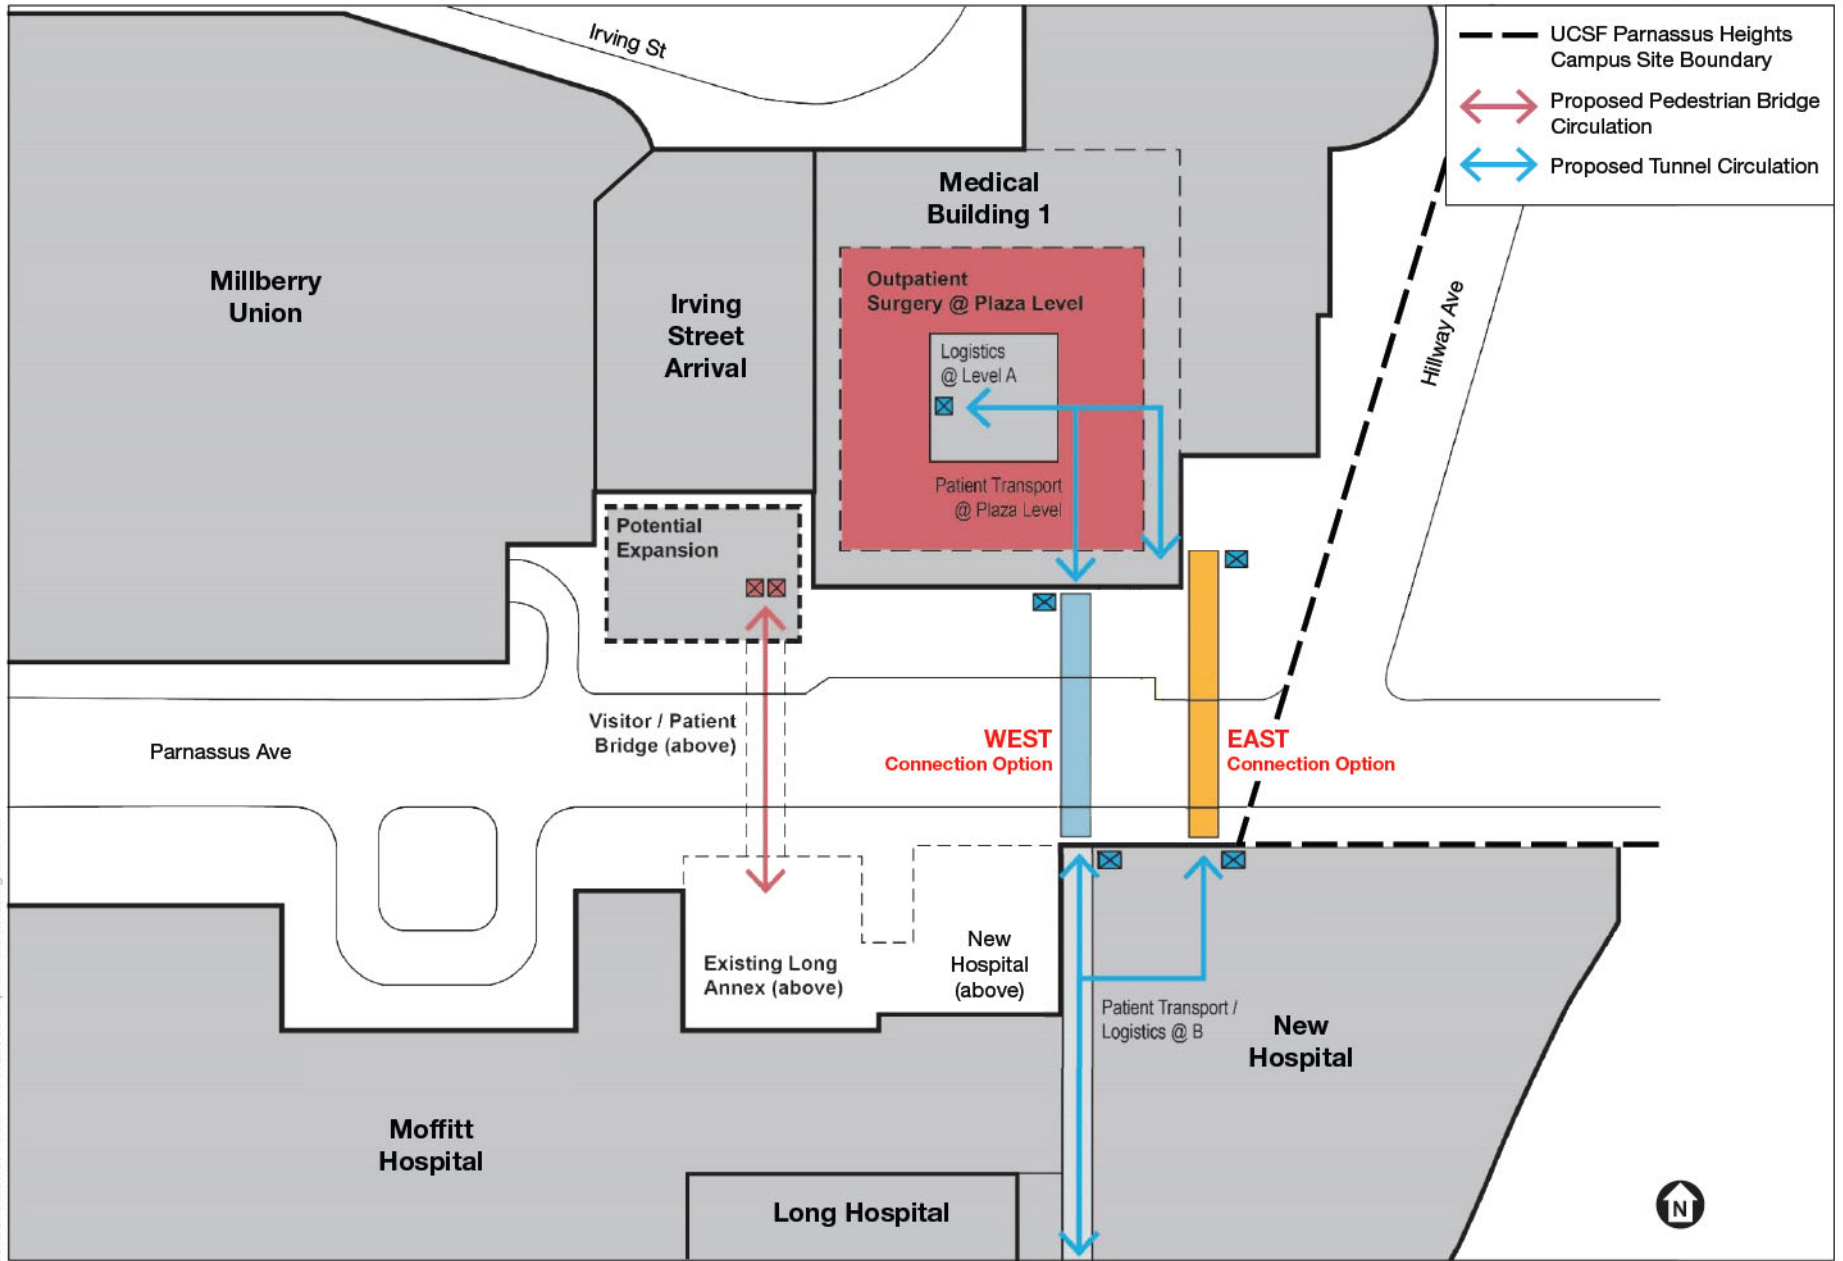 Irving St
UCSF Parnassus Heights
Campus Site Boundary
Proposed Pedestrian Bridge
Circulation
Proposed Tunnel Circulation
Medical
Building 1
Millberry
Union
Irving
Street
Arrival
Outpatient
Surgery @ Plaza Level
Logistics
@ Level A
Patient Transport
@ Plaza Level
Hillway Ave
Potential
Expansion
Visitor / Patient
Bridge (above)
Parnassus Ave
WEST
Connection Option
EAST
Connection Option
Existing Long
Annex (above)
New
Hospital
(above)
Patient Transport /
Logistics @ B
New
Hospital
Moffitt
Hospital
Long Hospital
N